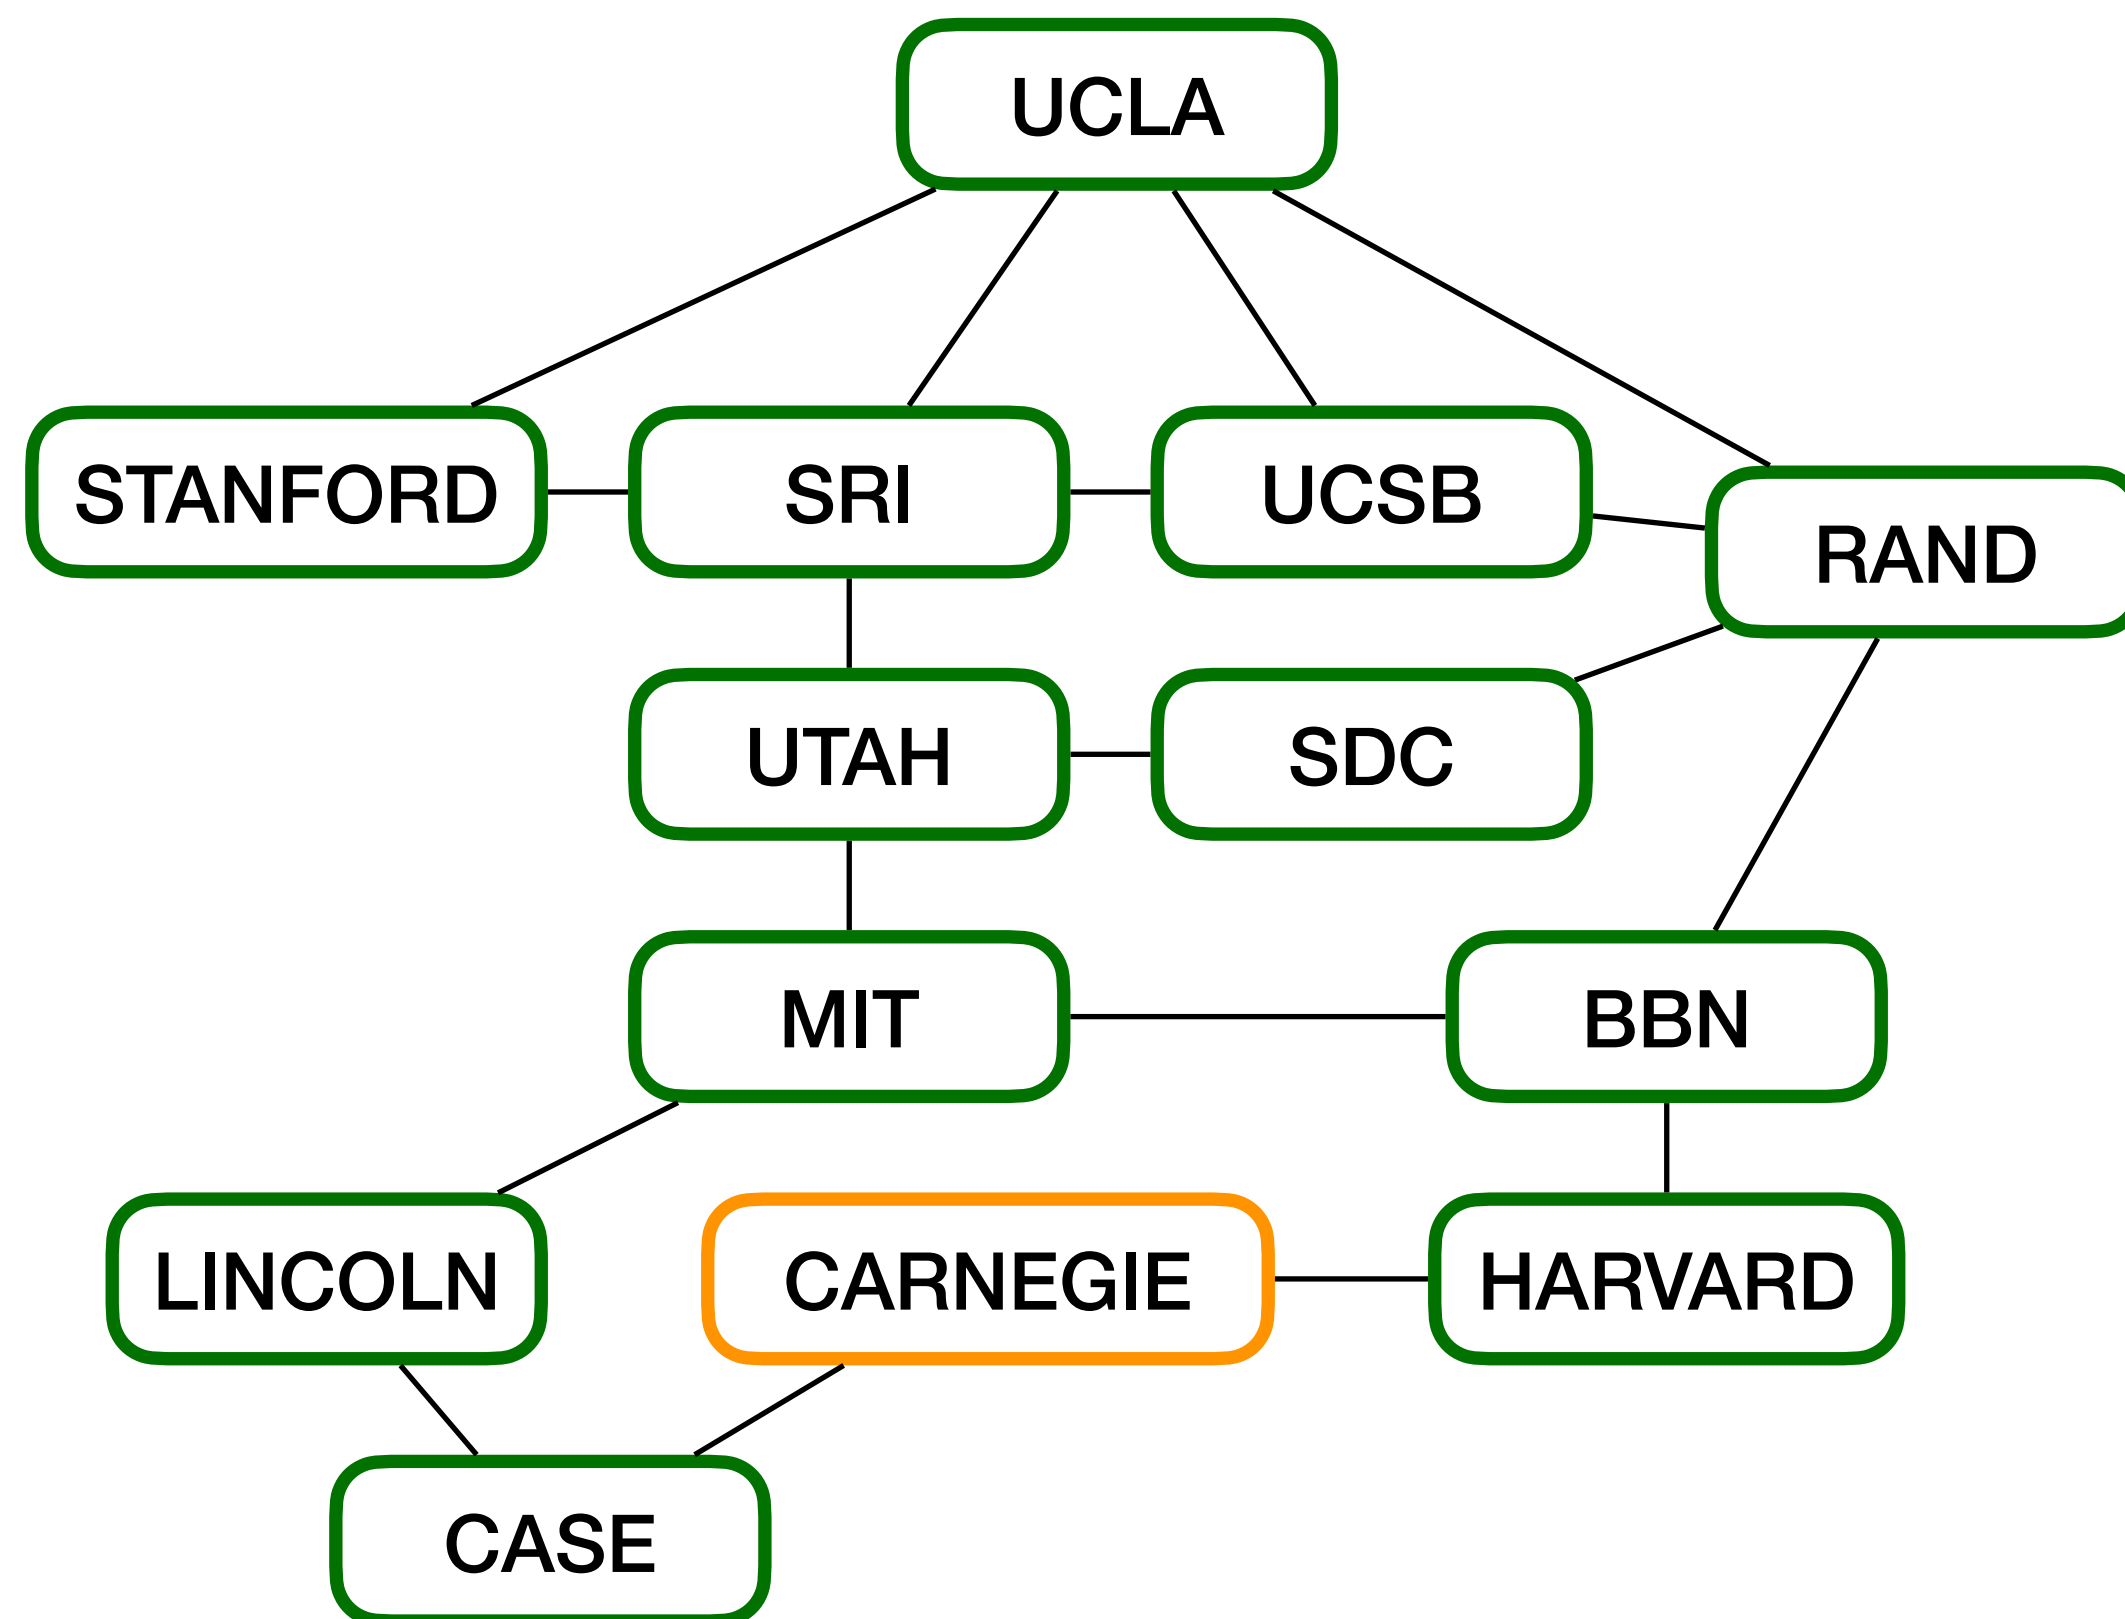 UCLA
STANFORD
SRI
UCSB
RAND
UTAH
SDC
MIT
BBN
LINCOLN
CARNEGIE
HARVARD
CASE